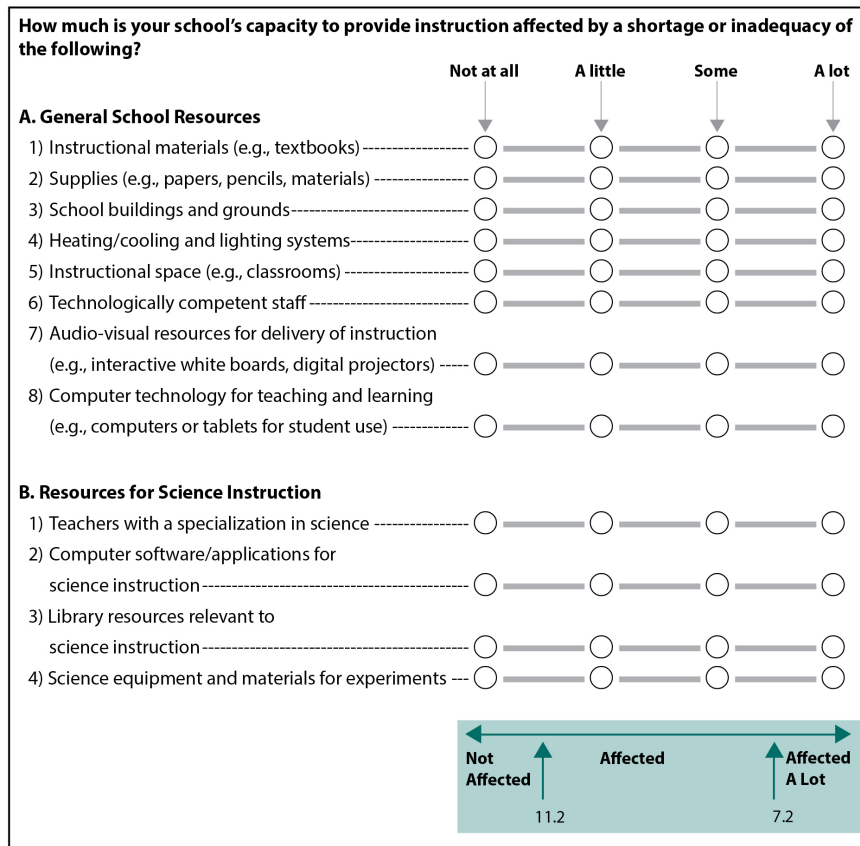 How much is your school’s capacity to provide instruction affected by a shortage or inadequacy of
the following?
Not at all A little Some A lot
A. General School Resources
1) Instructional materials (e.g., textbooks)
2) Supplies (e.g., papers, pencils, materials)
3) School buildings and grounds
4) Heating/cooling and lighting systems
5) Instructional space (e.g., classrooms)
6) Technologically competent staff
7) Audio-visual resources for delivery of instruction
(e.g., interactive white boards, digital projectors)
8) Computer technology for teaching and learning
(e.g., computers or tablets for student use)
B. Resources for Science Instruction
1) Teachers with a specialization in science
2) Computer software/applications for
science instruction
3) Library resources relevant to
science instruction
4) Science equipment and materials for experiments
Not Affected Affected
Affected A Lot
11.2 7.2